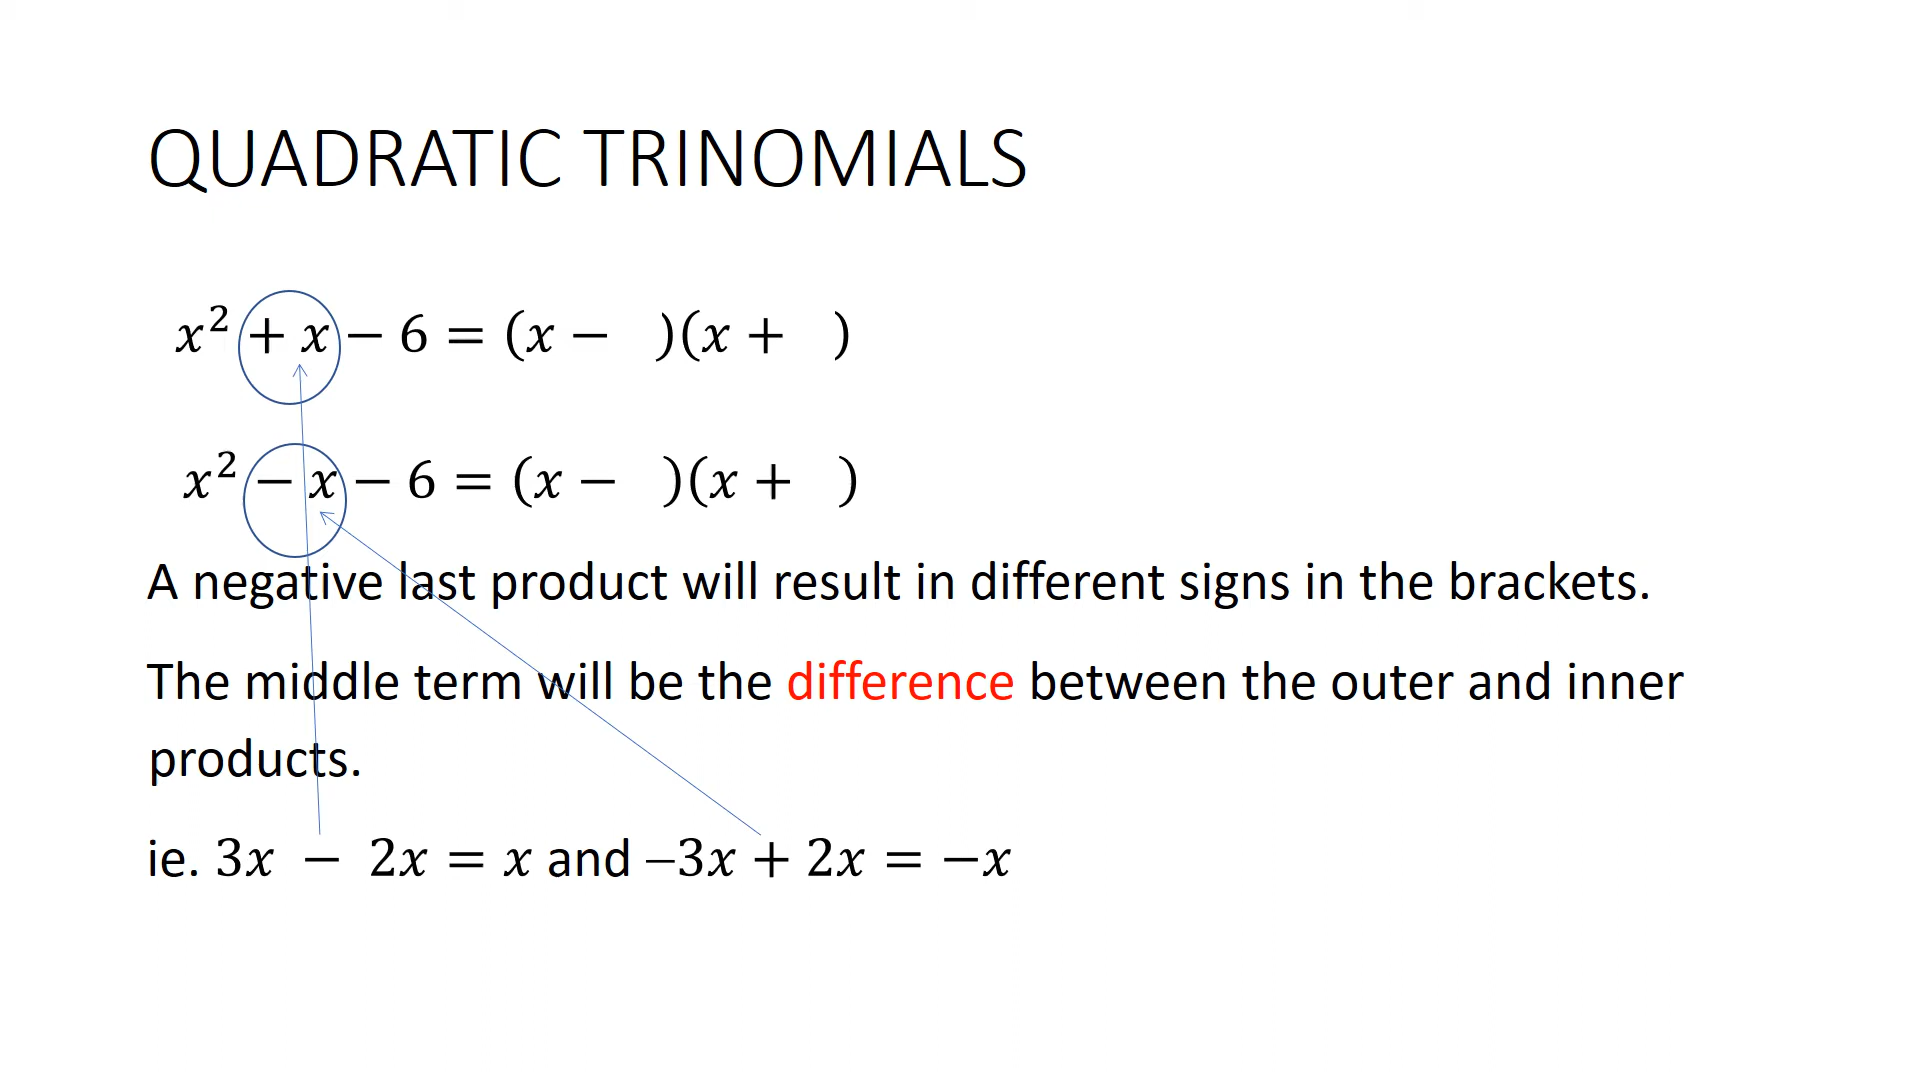 QUADRATIC TRINOMIALS
x² + x − 6 = (x −   )(x +   )
x² − x − 6 = (x −   )(x +   )
A negative last product will result in different signs in the brackets.
The middle term will be the difference between the outer and inner
products.
ie. 3x − 2x = x and −3x + 2x = −x